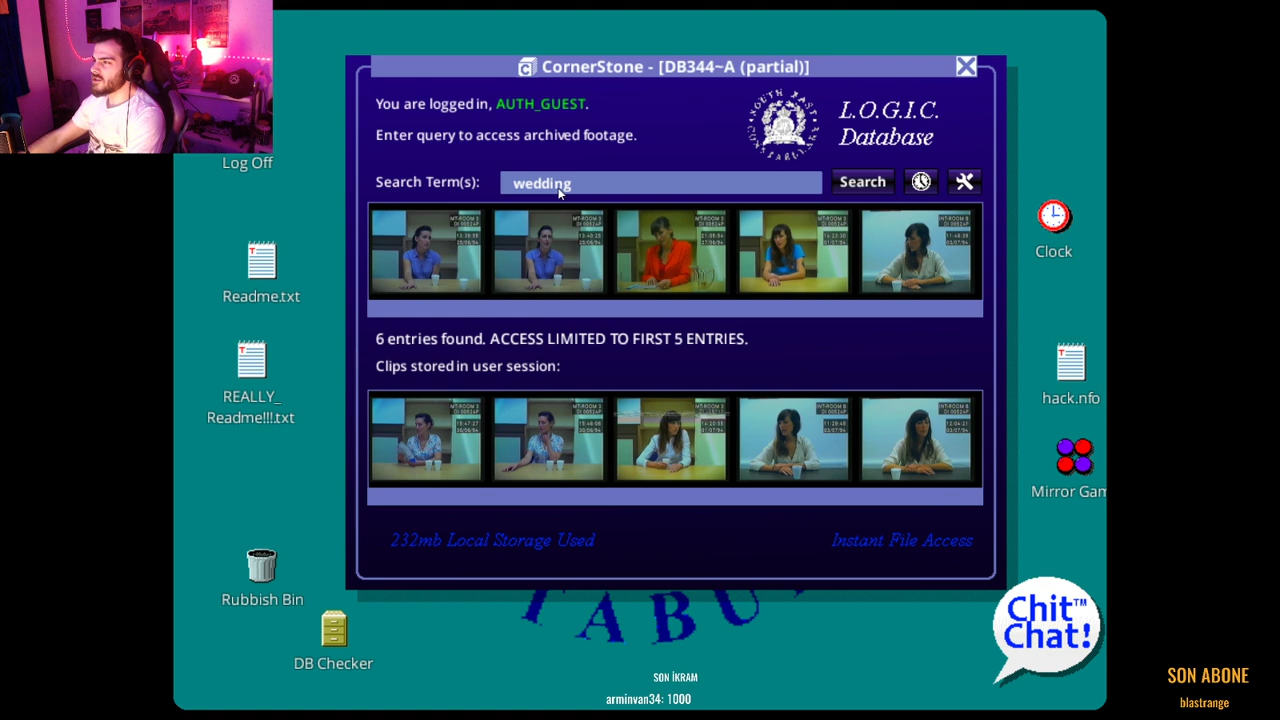 CornerStone - [DB344~A (partial)]
You are logged in, AUTH_GUEST.
Enter query to access archived footage.
L.O.G.I.C.
Database
Search Term(s):
wedding
Search
6 entries found. ACCESS LIMITED TO FIRST 5 ENTRIES.
Clips stored in user session:
232mb Local Storage Used
Instant File Access
Log Off
Readme.txt
REALLY_
Readme!!!.txt
Rubbish Bin
DB Checker
Clock
hack.nfo
Mirror Gam
TABU
Chit™
Chat!
SON İKRAM
arminvan34: 1000
SON ABONE
blastrange